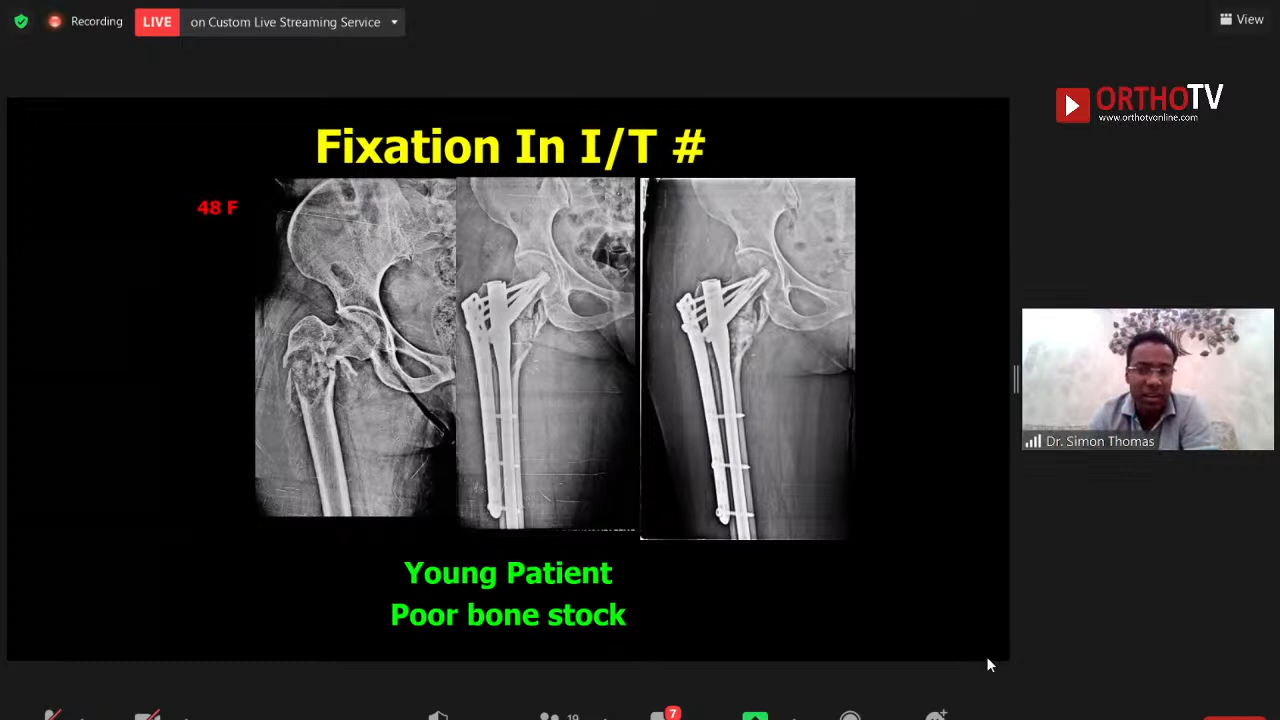 Recording
LIVE on Custom Live Streaming Service
View
ORTHOTV
www.orthotvonline.com
Fixation In I/T #
48 F
Dr. Simon Thomas
Young Patient
Poor bone stock
7
19